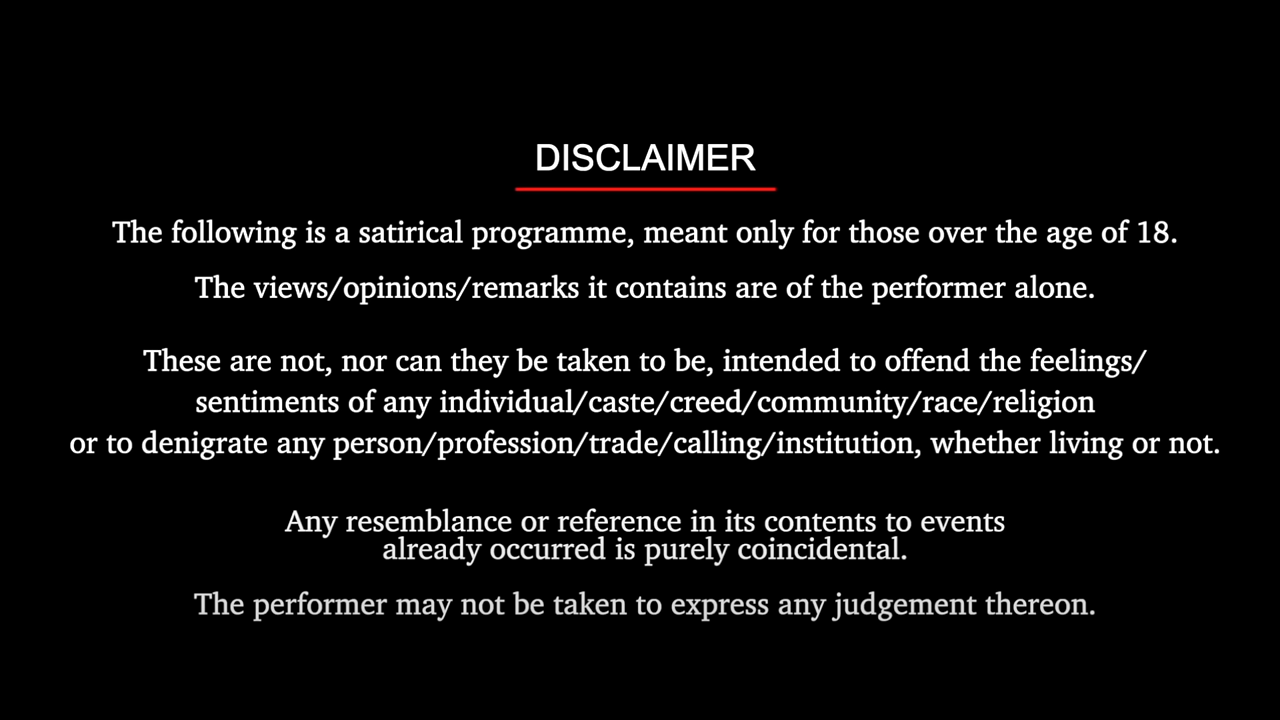 DISCLAIMER
The following is a satirical programme, meant only for those over the age of 18.
The views/opinions/remarks it contains are of the performer alone.
These are not, nor can they be taken to be, intended to offend the feelings/
sentiments of any individual/caste/creed/community/race/religion
or to denigrate any person/profession/trade/calling/institution, whether living or not.
Any resemblance or reference in its contents to events
already occurred is purely coincidental.
The performer may not be taken to express any judgement thereon.